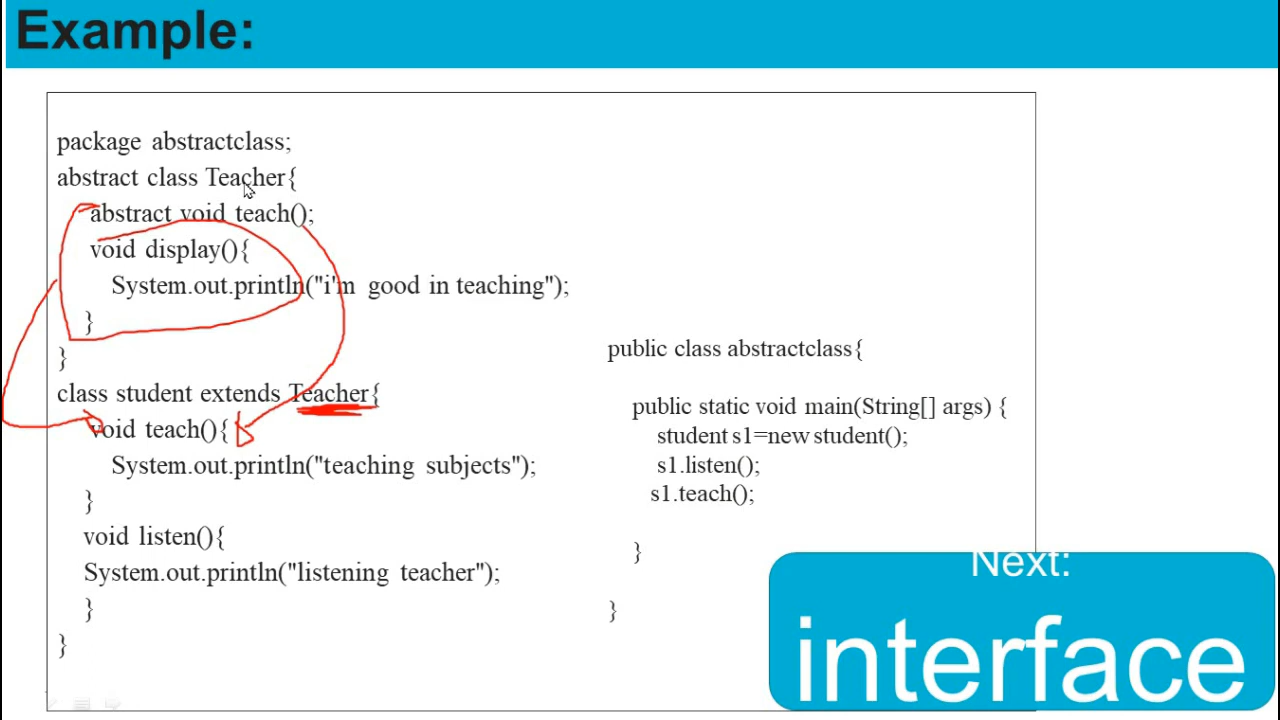 Example:
package abstractclass;
abstract class Teacher{
abstract void teach();
void display(){
System.out.println("i'm good in teaching");
}
}
class student extends Teacher{
void teach(){
System.out.println("teaching subjects");
}
void listen(){
System.out.println("listening teacher");
}
}
public class abstractclass{
public static void main(String[] args) {
student s1=new student();
s1.listen();
s1.teach();
}
}
Next:
interface